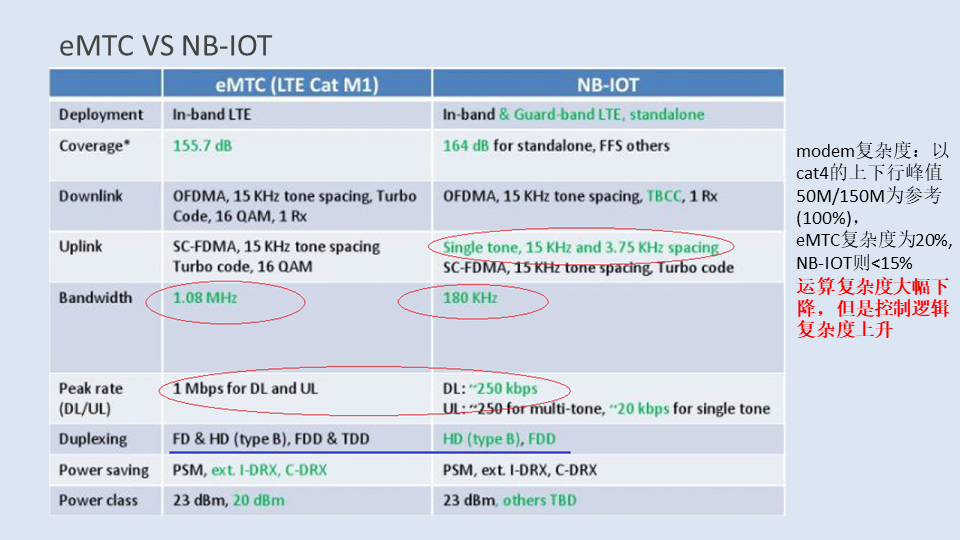 eMTC VS NB-IOT
eMTC (LTE Cat M1) NB-IOT
Deployment In-band LTE In-band & Guard-band LTE, standalone
Coverage* 155.7 dB 164 dB for standalone, FFS others
Downlink OFDMA, 15 KHz tone spacing, Turbo OFDMA, 15 KHz tone spacing, TBCC, 1 Rx
Code, 16 QAM, 1 Rx
Uplink SC-FDMA, 15 KHz tone spacing Single tone, 15 KHz and 3.75 KHz spacing
Turbo code, 16 QAM SC-FDMA, 15 KHz tone spacing, Turbo code
Bandwidth 1.08 MHz 180 KHz
Peak rate 1 Mbps for DL and UL DL: ~250 kbps
(DL/UL) UL: ~250 for multi-tone, ~20 kbps for single tone
Duplexing FD & HD (type B), FDD & TDD HD (type B), FDD
Power saving PSM, ext. I-DRX, C-DRX PSM, ext. I-DRX, C-DRX
Power class 23 dBm, 20 dBm 23 dBm, others TBD
modem复杂度：以
cat4的上下行峰值
50M/150M为参考
(100%)，
eMTC复杂度为20%,
NB-IOT则<15%
运算复杂度大幅下
降，但是控制逻辑
复杂度上升